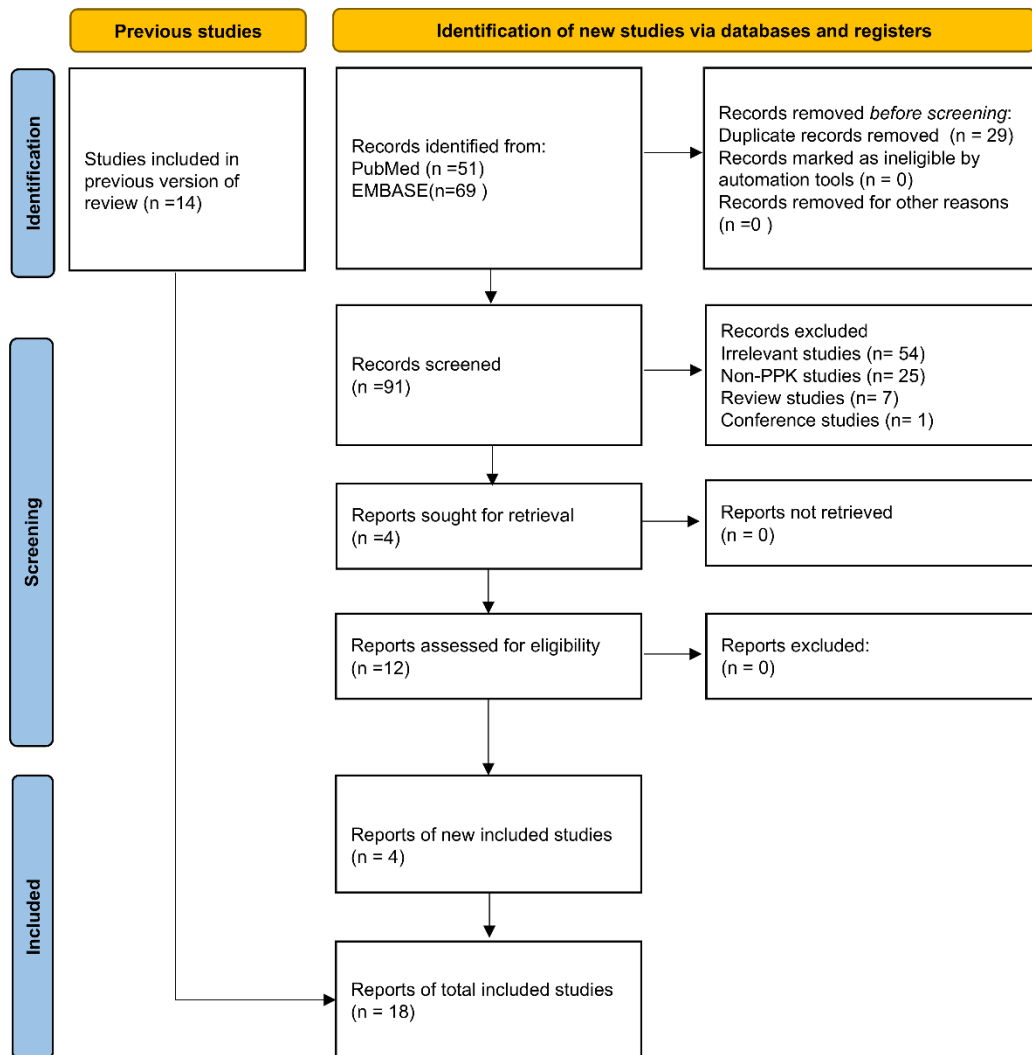 Previous studies
Identification of new studies via databases and registers
Identification
Studies included in
previous version of
review (n =14)
Records identified from:
PubMed (n =51)
EMBASE(n=69 )
Records removed before screening:
Duplicate records removed  (n = 29)
Records marked as ineligible by
automation tools (n = 0)
Records removed for other reasons
(n =0 )
Screening
Records screened
(n =91)
Records excluded
Irrelevant studies (n= 54)
Non-PPK studies (n= 25)
Review studies (n= 7)
Conference studies (n= 1)
Reports sought for retrieval
(n =4)
Reports not retrieved
(n = 0)
Reports assessed for eligibility
(n =12)
Reports excluded:
(n = 0)
Included
Reports of new included studies
(n = 4)
Reports of total included studies
(n = 18)